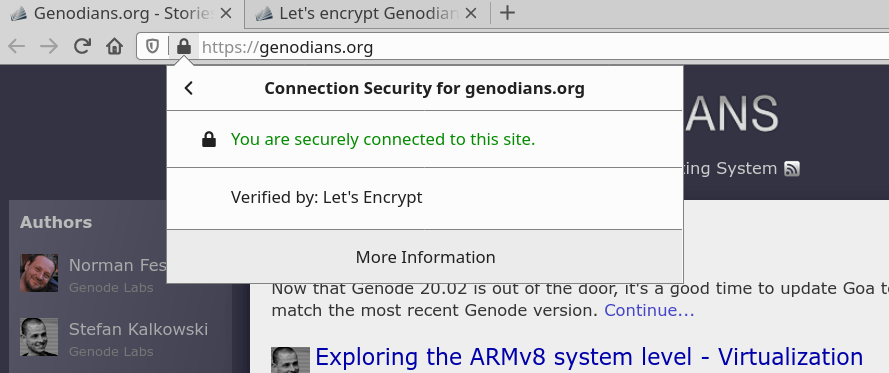 Genodians.org - Stories
Let's encrypt Genodian
https://genodians.org
Connection Security for genodians.org
You are securely connected to this site.
Verified by: Let's Encrypt
More Information
ANS
System
Authors
Norman Fes
Genode Labs
Stefan Kalkowski
Genode Labs
Now that Genode 20.02 is out of the door, it's a good time to update Goa to
match the most recent Genode version. Continue...
Exploring the ARMv8 system level - Virtualization